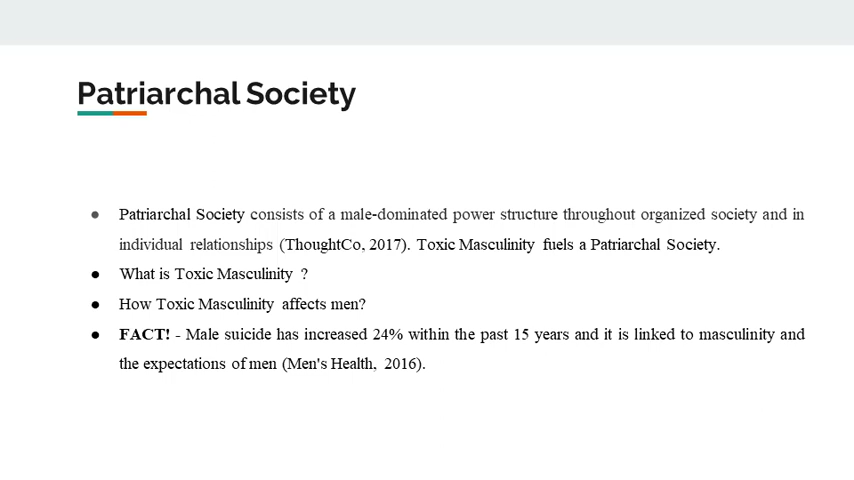 Patriarchal Society
● Patriarchal Society consists of a male-dominated power structure throughout organized society and in
individual relationships (ThoughtCo, 2017). Toxic Masculinity fuels a Patriarchal Society.
● What is Toxic Masculinity ?
● How Toxic Masculinity affects men?
● FACT! - Male suicide has increased 24% within the past 15 years and it is linked to masculinity and
the expectations of men (Men's Health, 2016).